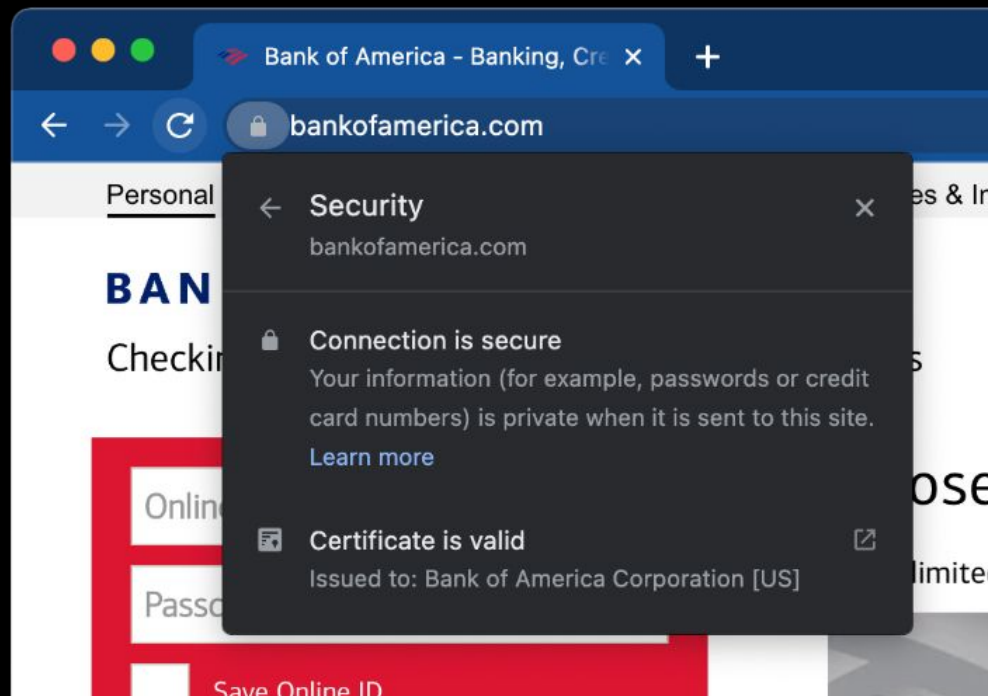 Bank of America - Banking, Cre
bankofamerica.com
Personal
es & In
Security
bankofamerica.com
BAN
Connection is secure
Checkin
s
Your information (for example, passwords or credit
card numbers) is private when it is sent to this site.
Learn more
Onlin
ose
Certificate is valid
Issued to: Bank of America Corporation [US]
limite
Passc
Save Online ID